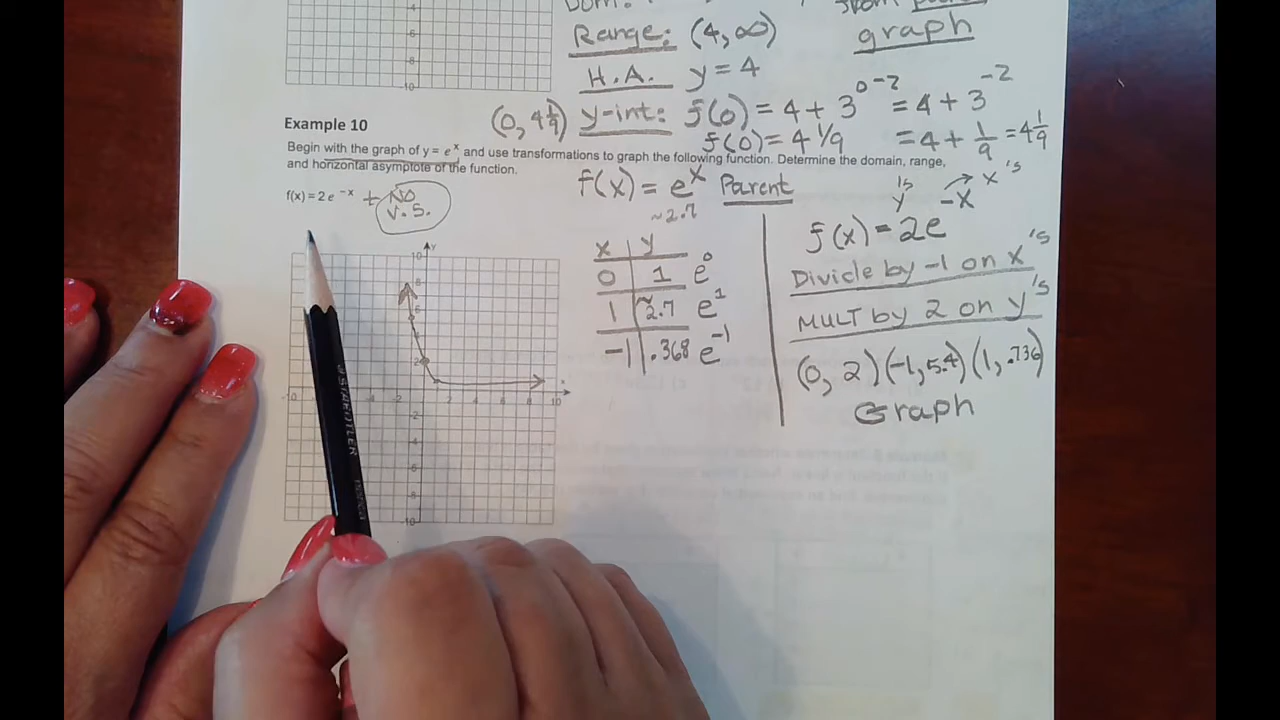 Range: (4, ∞)
graph
H.A. y = 4
(0, 4 1/9) y-int: f(0) = 4 + 3^(0-2) = 4 + 3^(-2)
f(0) = 4 1/9 = 4 + 1/9 = 4 1/9
Example 10
Begin with the graph of y = e^x and use transformations to graph the following function. Determine the domain, range,
and horizontal asymptote of the function.
f(x) = 2e^(-x) + No
V.S.
f(x) = e^x Parent
~2.7
x y
0 1 e^0
1 ~2.7 e^1
-1 .368 e^(-1)
y's -x → x's
f(x) = 2e
Divide by -1 on x's
MULT by 2 on y's
(0, 2) (-1, 5.4) (1, .736)
Graph
10
y
x
-10
10
-10
STAEDTLER